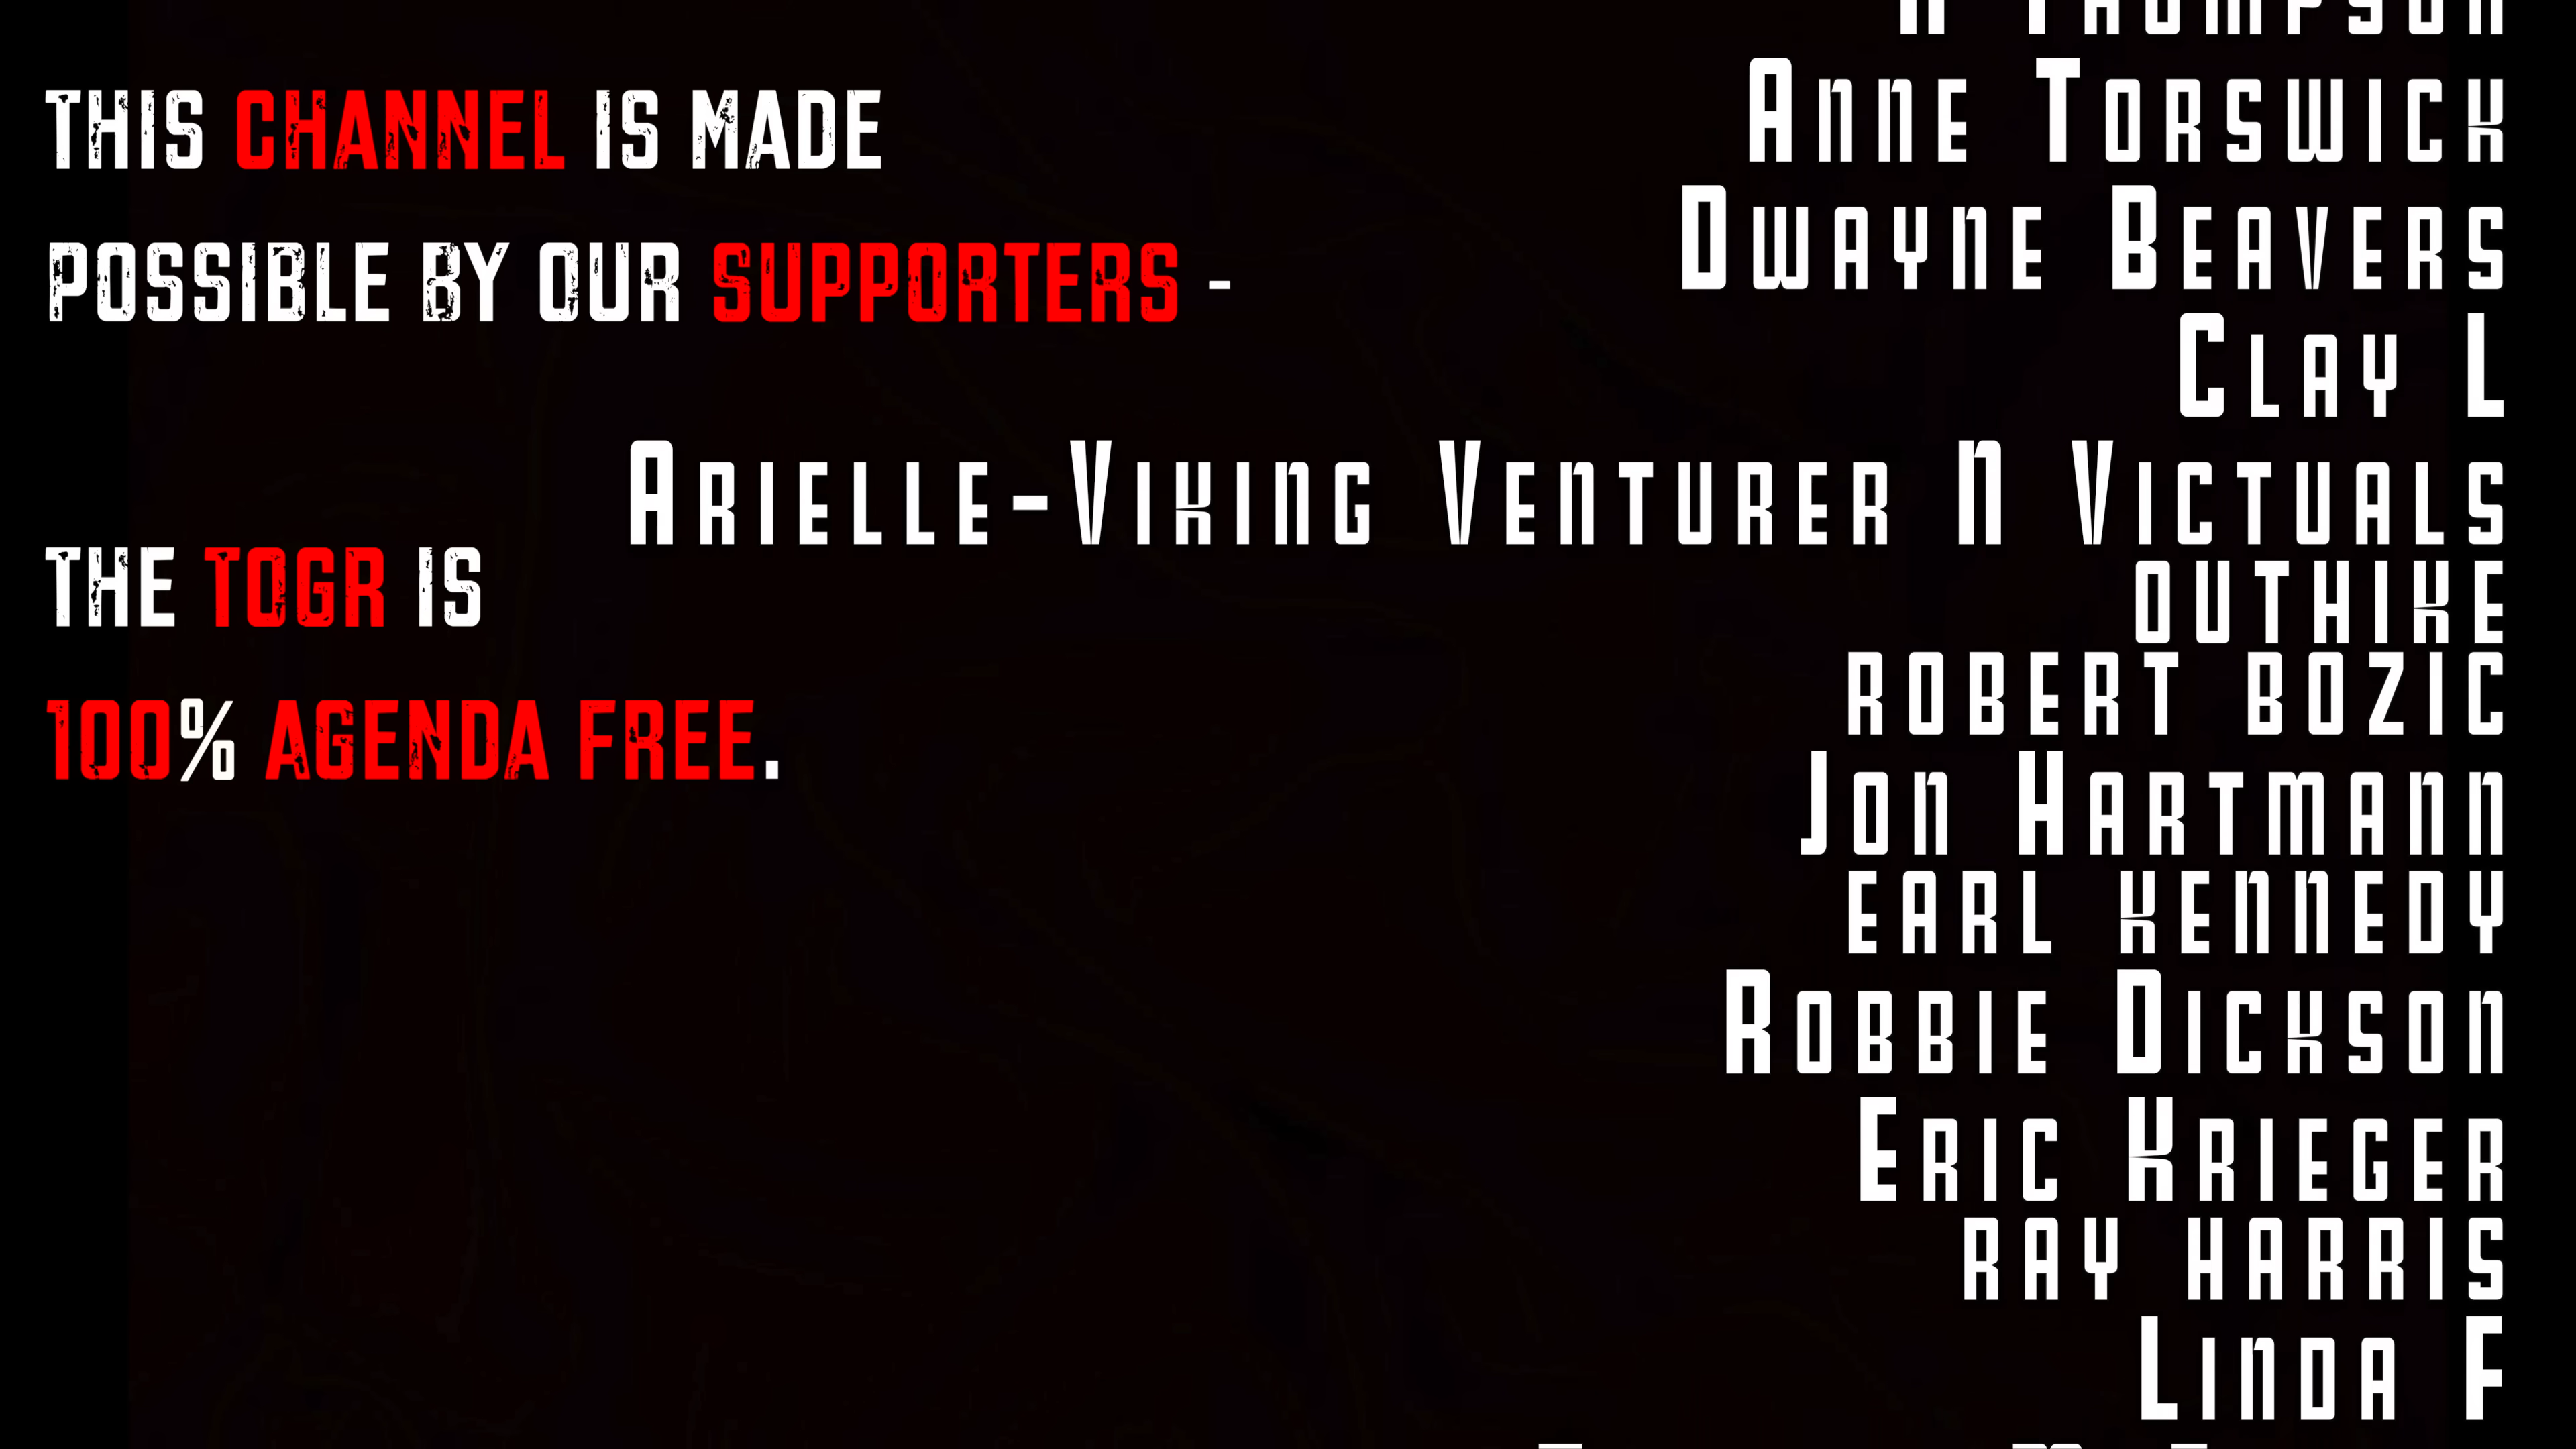 THIS CHANNEL IS MADE
POSSIBLE BY OUR SUPPORTERS -
THE TOGR IS
100% AGENDA FREE.
THOMPSON
ANNE TORSWICK
DWAYNE BEAVERS
CLAY L
ARIELLE-VIKING VENTURER N VICTUALS
OUTHIKE
ROBERT BOZIC
JON HARTMANN
EARL KENNEDY
ROBBIE DICKSON
ERIC KRIEGER
RAY HARRIS
LINDA F